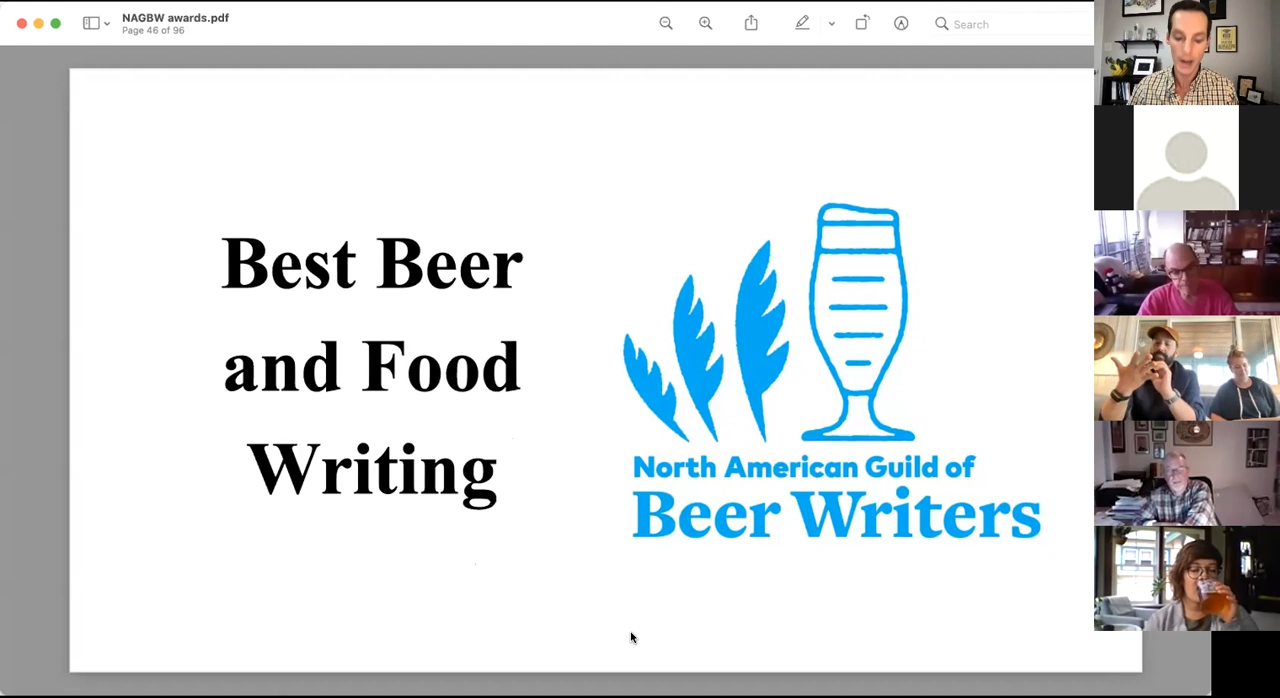 NAGBW awards.pdf
Page 46 of 96
Search
Best Beer
and Food
Writing
North American Guild of
Beer Writers